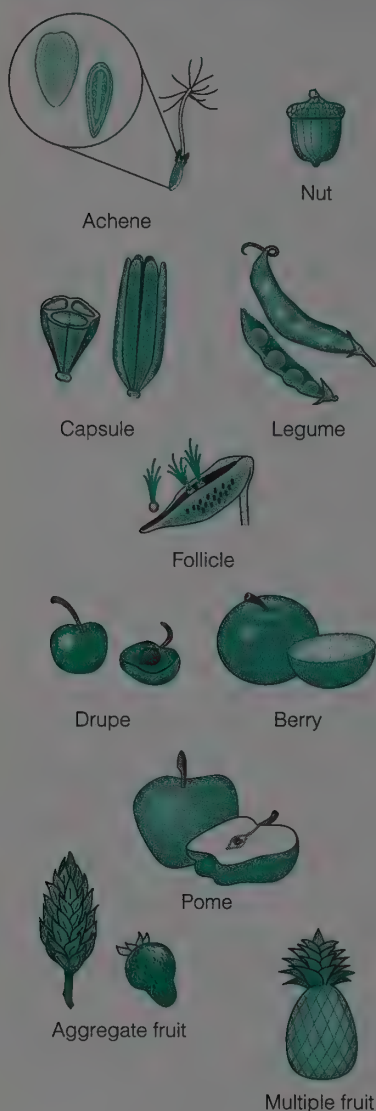 Achene
Nut
Capsule
Legume
Follicle
Drupe
Berry
Pome
Aggregate fruit
Multiple fruit